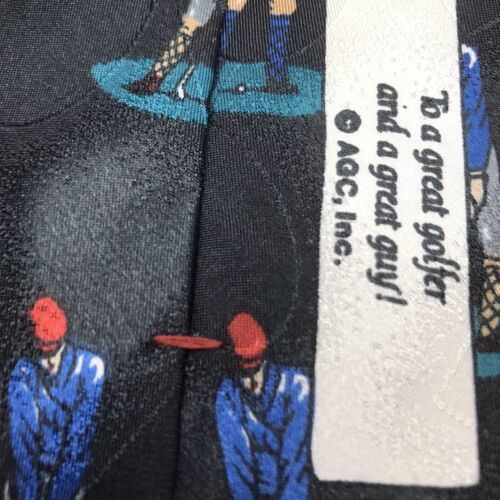 To a great golfer
and a great guy!
© AGC, Inc.